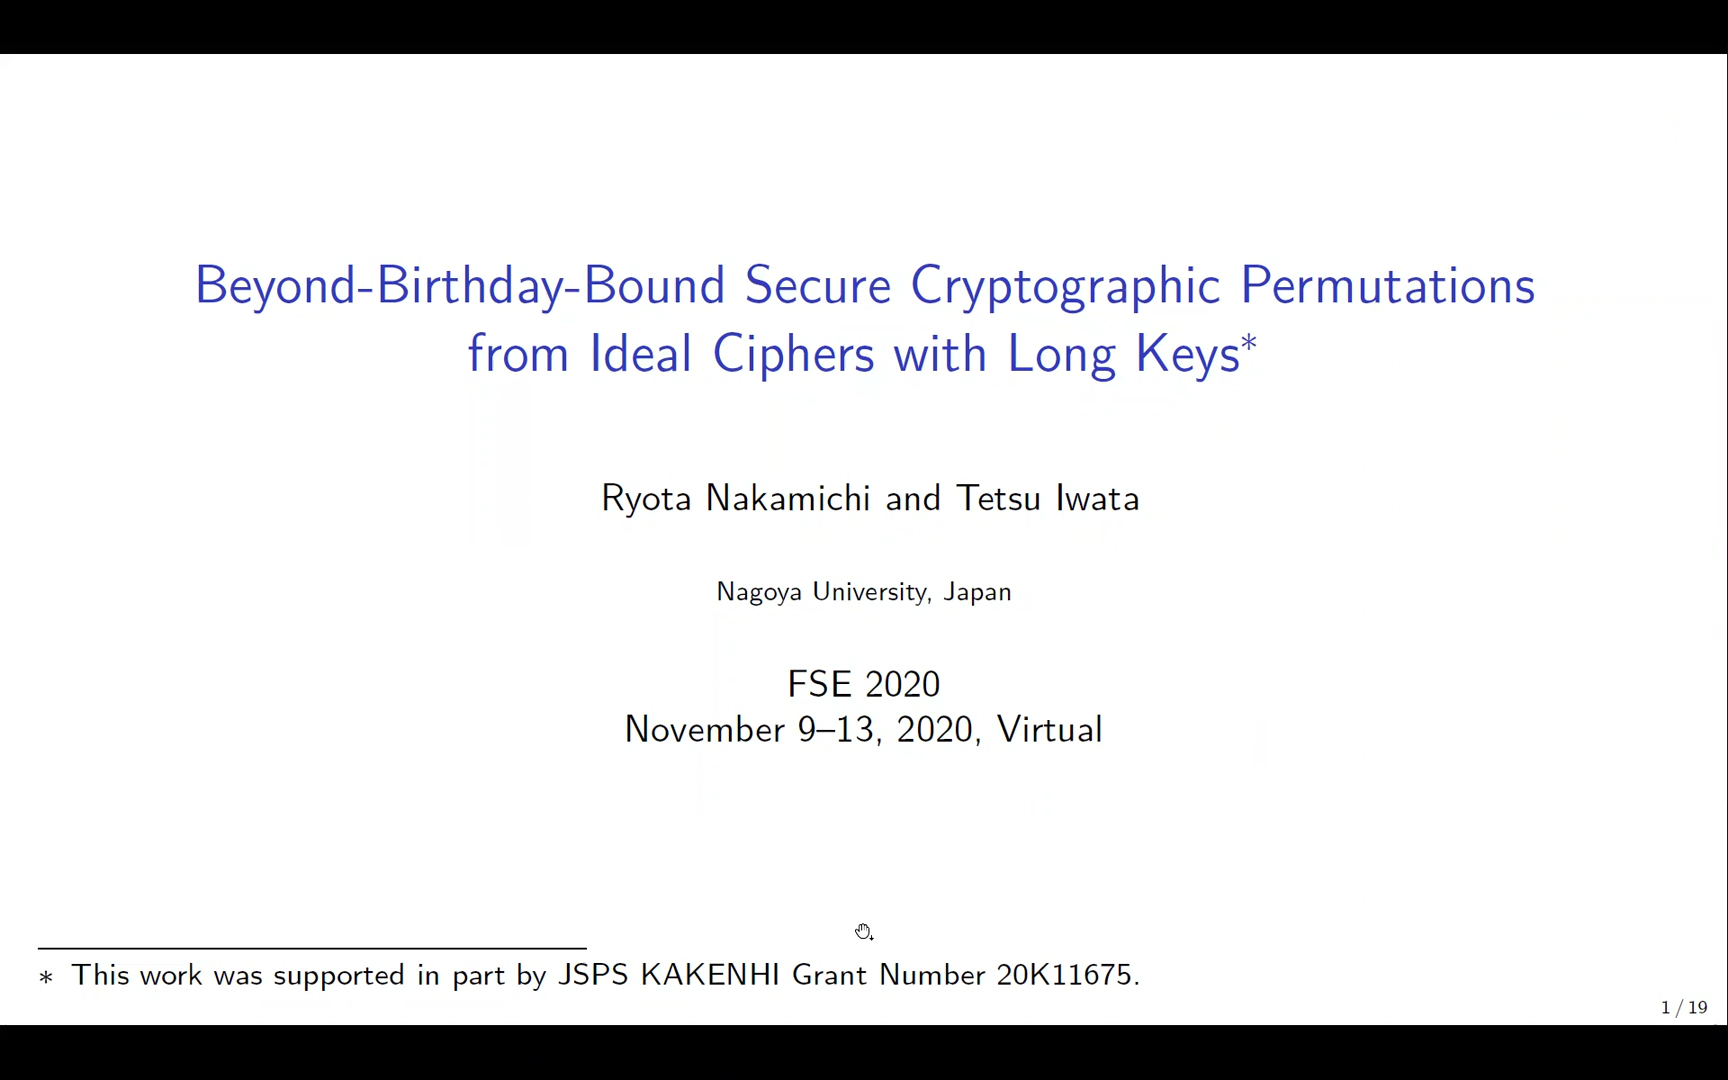 Beyond-Birthday-Bound Secure Cryptographic Permutations
from Ideal Ciphers with Long Keys*
Ryota Nakamichi and Tetsu Iwata
Nagoya University, Japan
FSE 2020
November 9–13, 2020, Virtual
* This work was supported in part by JSPS KAKENHI Grant Number 20K11675.
1 / 19